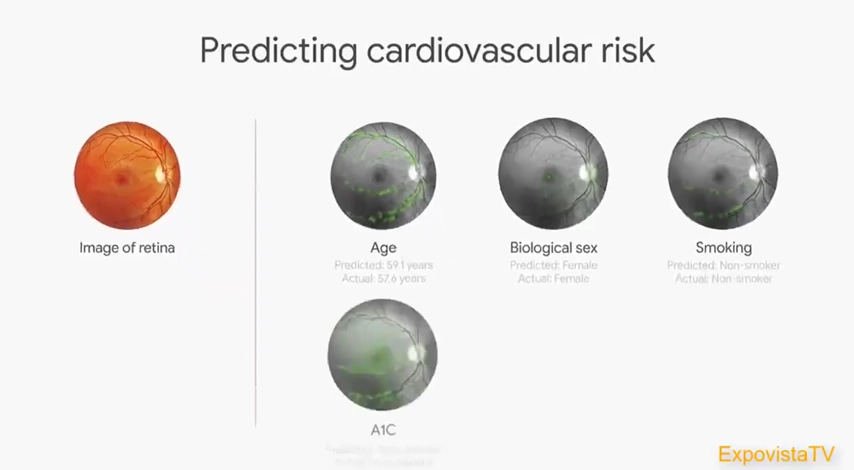 Predicting cardiovascular risk
Image of retina
Age
Predicted: 59.1 years
Actual: 57.6 years
Biological sex
Predicted: Female
Actual: Female
Smoking
Predicted: Non-smoker
Actual: Non-smoker
A1C
ExpovistaTV